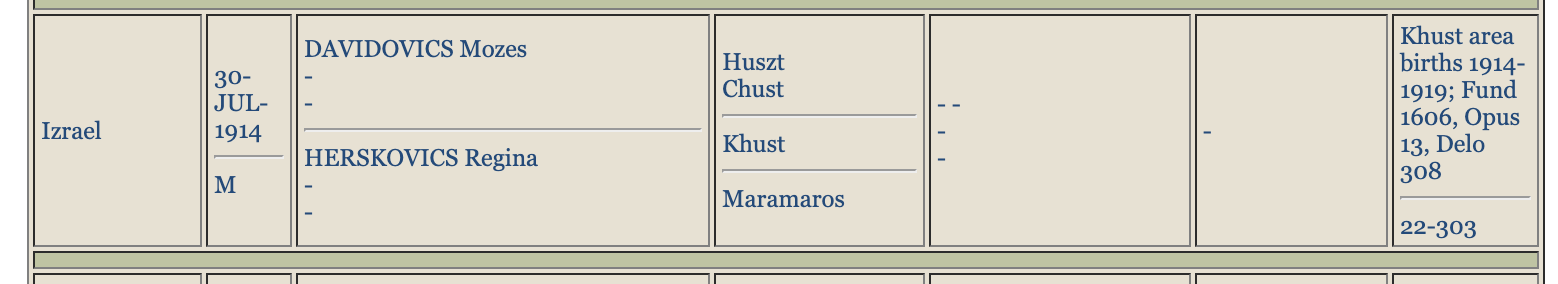 Izrael
30-
JUL-
1914
M
DAVIDOVICS Mozes
-
-
HERSKOVICS Regina
-
-
Huszt
Chust
Khust
Maramaros
- -
-
-
-
Khust area
births 1914-
1919; Fund
1606, Opus
13, Delo
308
22-303